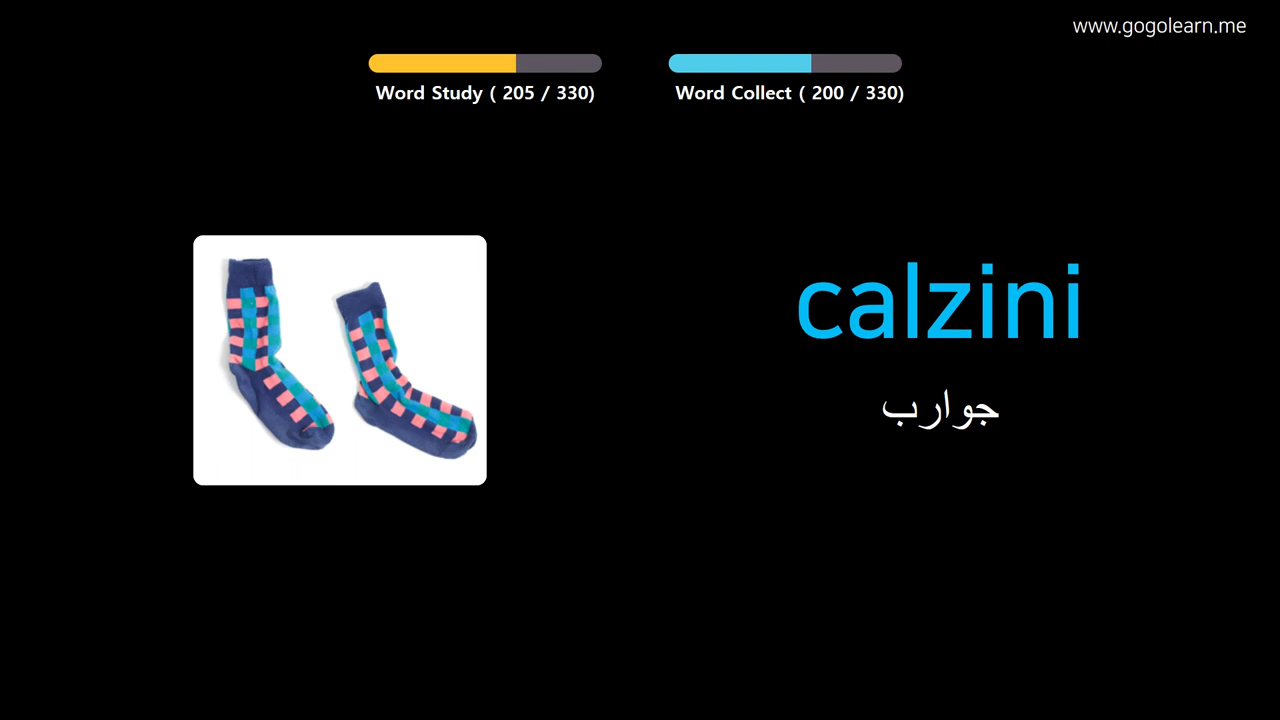 www.gogolearn.me
Word Study ( 205 / 330)
Word Collect ( 200 / 330)
calzini
جوارب